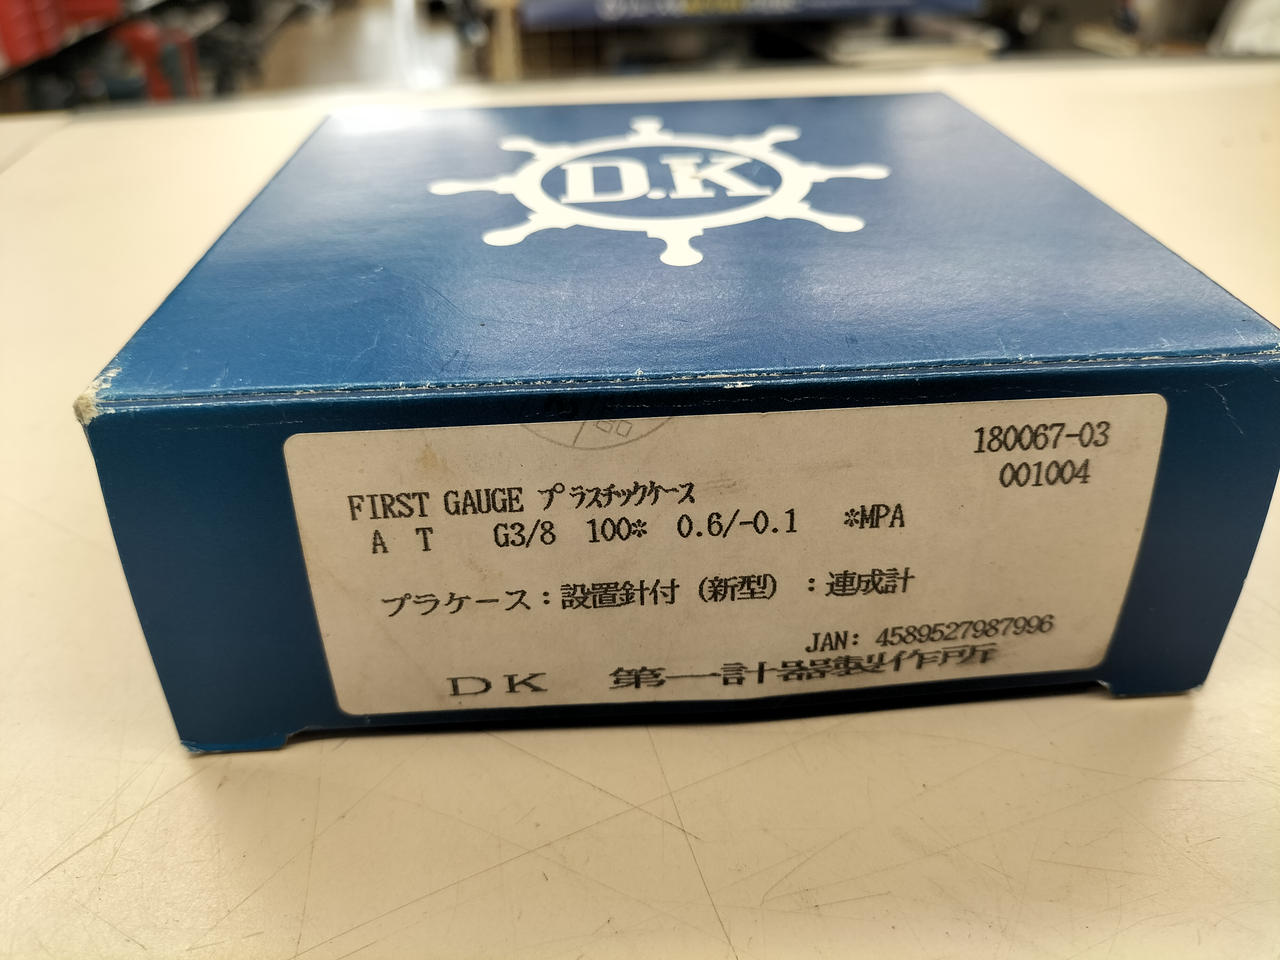 D.K
180067-03
001004
FIRST GAUGE プラスチックケース
A T G3/8 100* 0.6/-0.1 *MPA
プラケース:設置針付(新型):連成計
JAN: 4589527987996
DK 第一計器製作所